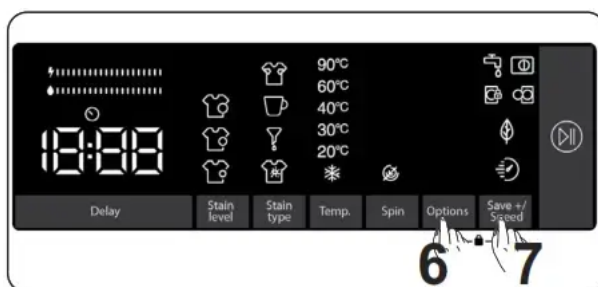 90°C
60°C
40°C
18:88
30°C
20°C
Delay
Stain level
Stain type
Temp.
Spin
Options
Save +/ Speed
6
7